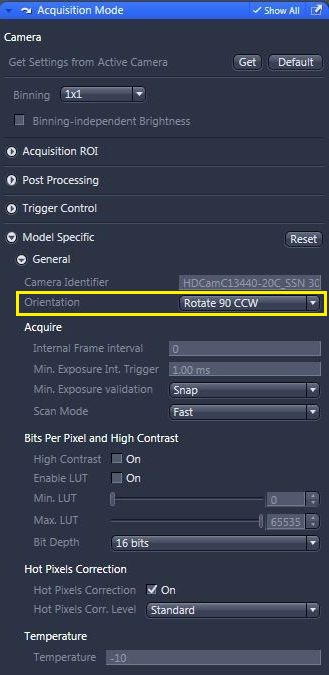 Acquisition Mode Show All
Camera
Get Settings from Active Camera Get Default
Binning 1x1
Binning-independent Brightness
Acquisition ROI
Post Processing
Trigger Control
Model Specific Reset
General
Camera Identifier HDCamC13440-20C_SSN 30
Orientation Rotate 90 CCW
Acquire
Internal Frame interval 0
Min. Exposure Int. Trigger 1.00 ms
Min. Exposure validation Snap
Scan Mode Fast
Bits Per Pixel and High Contrast
High Contrast On
Enable LUT On
Min. LUT 0
Max. LUT 65535
Bit Depth 16 bits
Hot Pixels Correction
Hot Pixels Correction On
Hot Pixels Corr. Level Standard
Temperature
Temperature -10